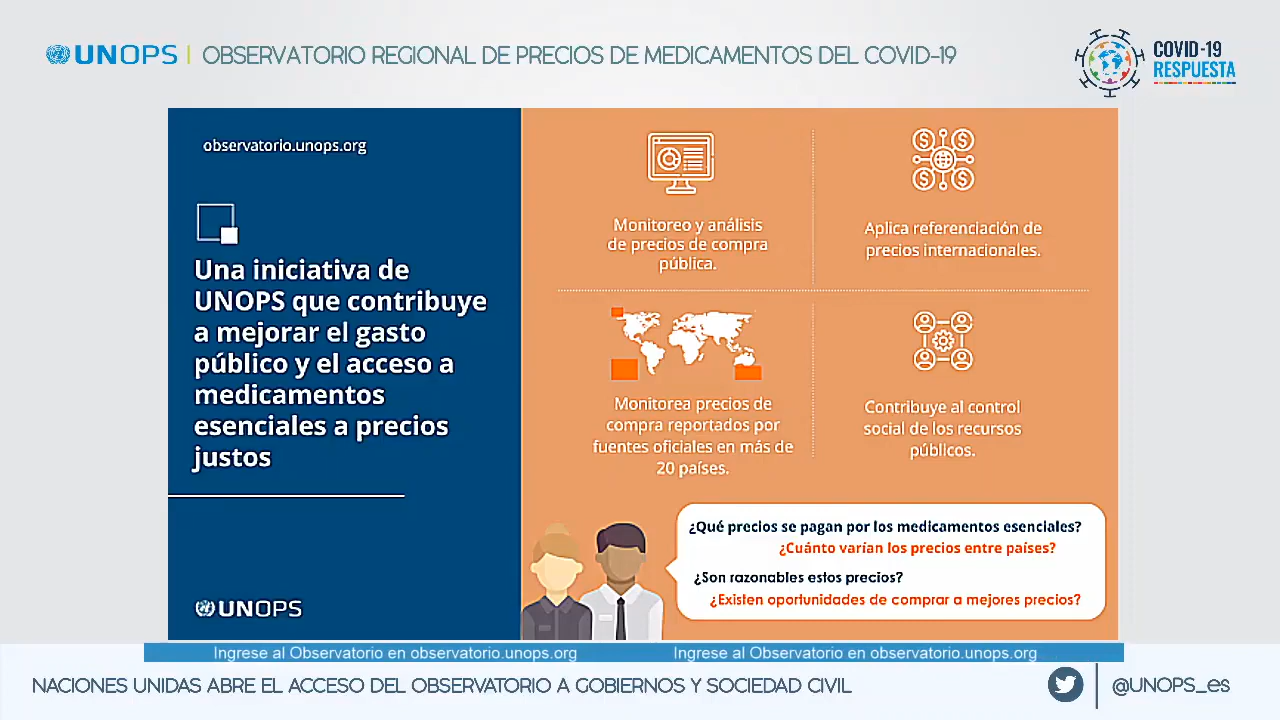 UNOPS | OBSERVATORIO REGIONAL DE PRECIOS DE MEDICAMENTOS DEL COVID-19
COVID-19
RESPUESTA
observatorio.unops.org
Una iniciativa de
UNOPS que contribuye
a mejorar el gasto
público y el acceso a
medicamentos
esenciales a precios
justos
UNOPS
Monitoreo y análisis
de precios de compra
pública.
Aplica referenciación de
precios internacionales.
Monitorea precios de
compra reportados por
fuentes oficiales en más de
20 países.
Contribuye al control
social de los recursos
públicos.
¿Qué precios se pagan por los medicamentos esenciales?
¿Cuánto varían los precios entre países?
¿Son razonables estos precios?
¿Existen oportunidades de comprar a mejores precios?
Ingrese al Observatorio en observatorio.unops.org
Ingrese al Observatorio en observatorio.unops.org
NACIONES UNIDAS ABRE EL ACCESO DEL OBSERVATORIO A GOBIERNOS Y SOCIEDAD CIVIL
@UNOPS_es